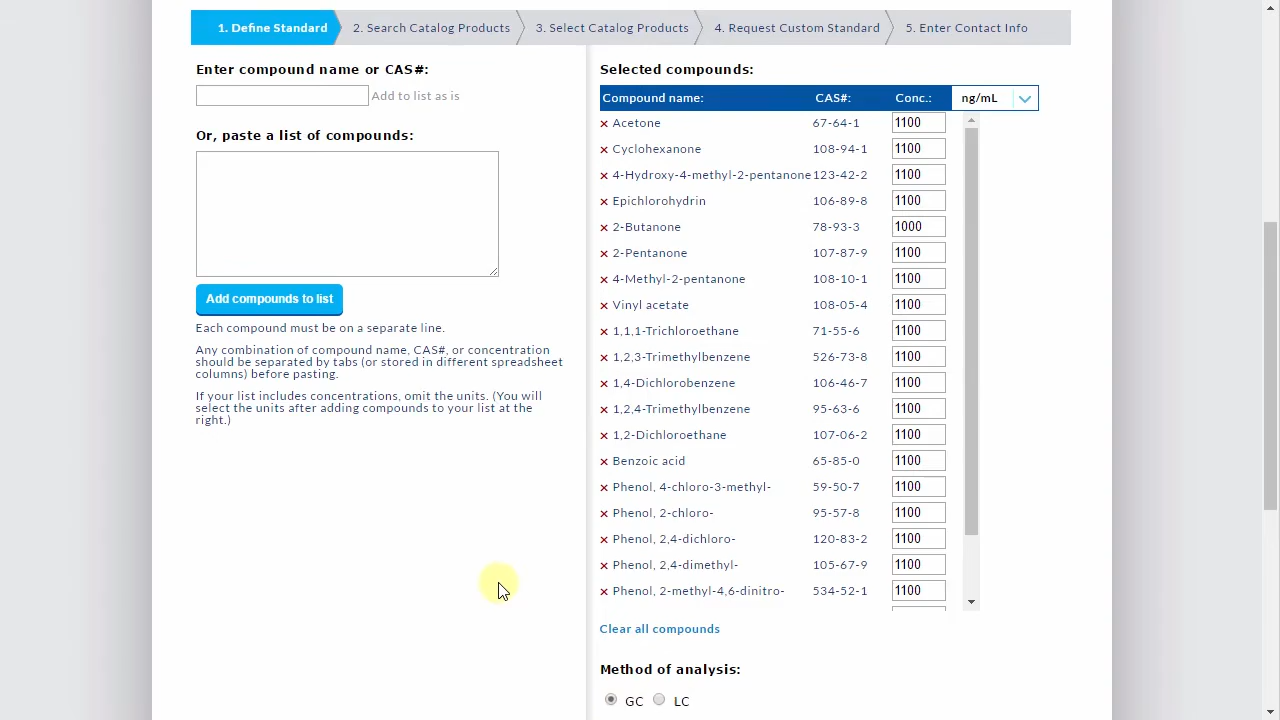 1. Define Standard 2. Search Catalog Products 3. Select Catalog Products 4. Request Custom Standard 5. Enter Contact Info
Enter compound name or CAS#:
Add to list as is
Or, paste a list of compounds:
Add compounds to list
Each compound must be on a separate line.
Any combination of compound name, CAS#, or concentration
should be separated by tabs (or stored in different spreadsheet
columns) before pasting.
If your list includes concentrations, omit the units. (You will
select the units after adding compounds to your list at the
right.)
Selected compounds:
Compound name: CAS#: Conc.: ng/mL
× Acetone 67-64-1 1100
× Cyclohexanone 108-94-1 1100
× 4-Hydroxy-4-methyl-2-pentanone 123-42-2 1100
× Epichlorohydrin 106-89-8 1100
× 2-Butanone 78-93-3 1000
× 2-Pentanone 107-87-9 1100
× 4-Methyl-2-pentanone 108-10-1 1100
× Vinyl acetate 108-05-4 1100
× 1,1,1-Trichloroethane 71-55-6 1100
× 1,2,3-Trimethylbenzene 526-73-8 1100
× 1,4-Dichlorobenzene 106-46-7 1100
× 1,2,4-Trimethylbenzene 95-63-6 1100
× 1,2-Dichloroethane 107-06-2 1100
× Benzoic acid 65-85-0 1100
× Phenol, 4-chloro-3-methyl- 59-50-7 1100
× Phenol, 2-chloro- 95-57-8 1100
× Phenol, 2,4-dichloro- 120-83-2 1100
× Phenol, 2,4-dimethyl- 105-67-9 1100
× Phenol, 2-methyl-4,6-dinitro- 534-52-1 1100
Clear all compounds
Method of analysis:
GC LC